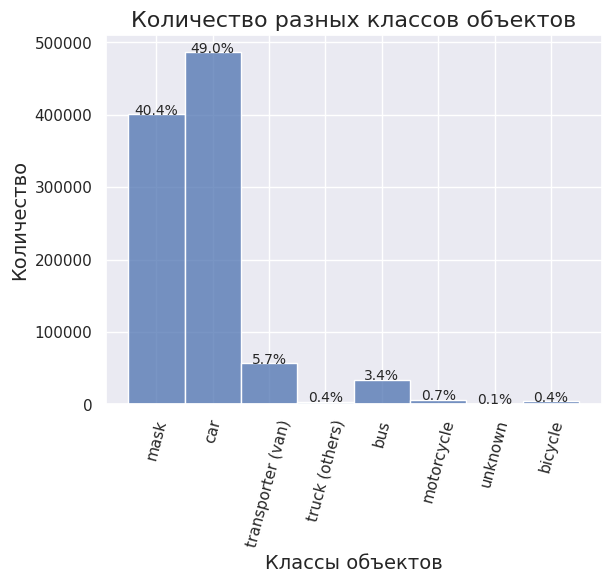 Количество разных классов объектов
Количество
500000
400000
300000
200000
100000
0
40.4%
49.0%
5.7%
0.4%
3.4%
0.7%
0.1%
0.4%
mask
car
transporter (van)
truck (others)
bus
motorcycle
unknown
bicycle
Классы объектов